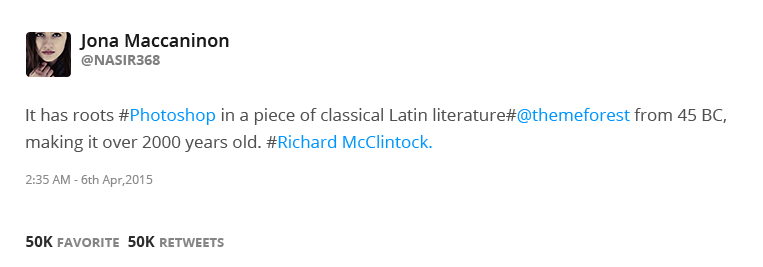 Jona Maccaninon
@NASIR368
It has roots #Photoshop in a piece of classical Latin literature#@themeforest from 45 BC,
making it over 2000 years old. #Richard McClintock.
2:35 AM - 6th Apr,2015
50K FAVORITE 50K RETWEETS